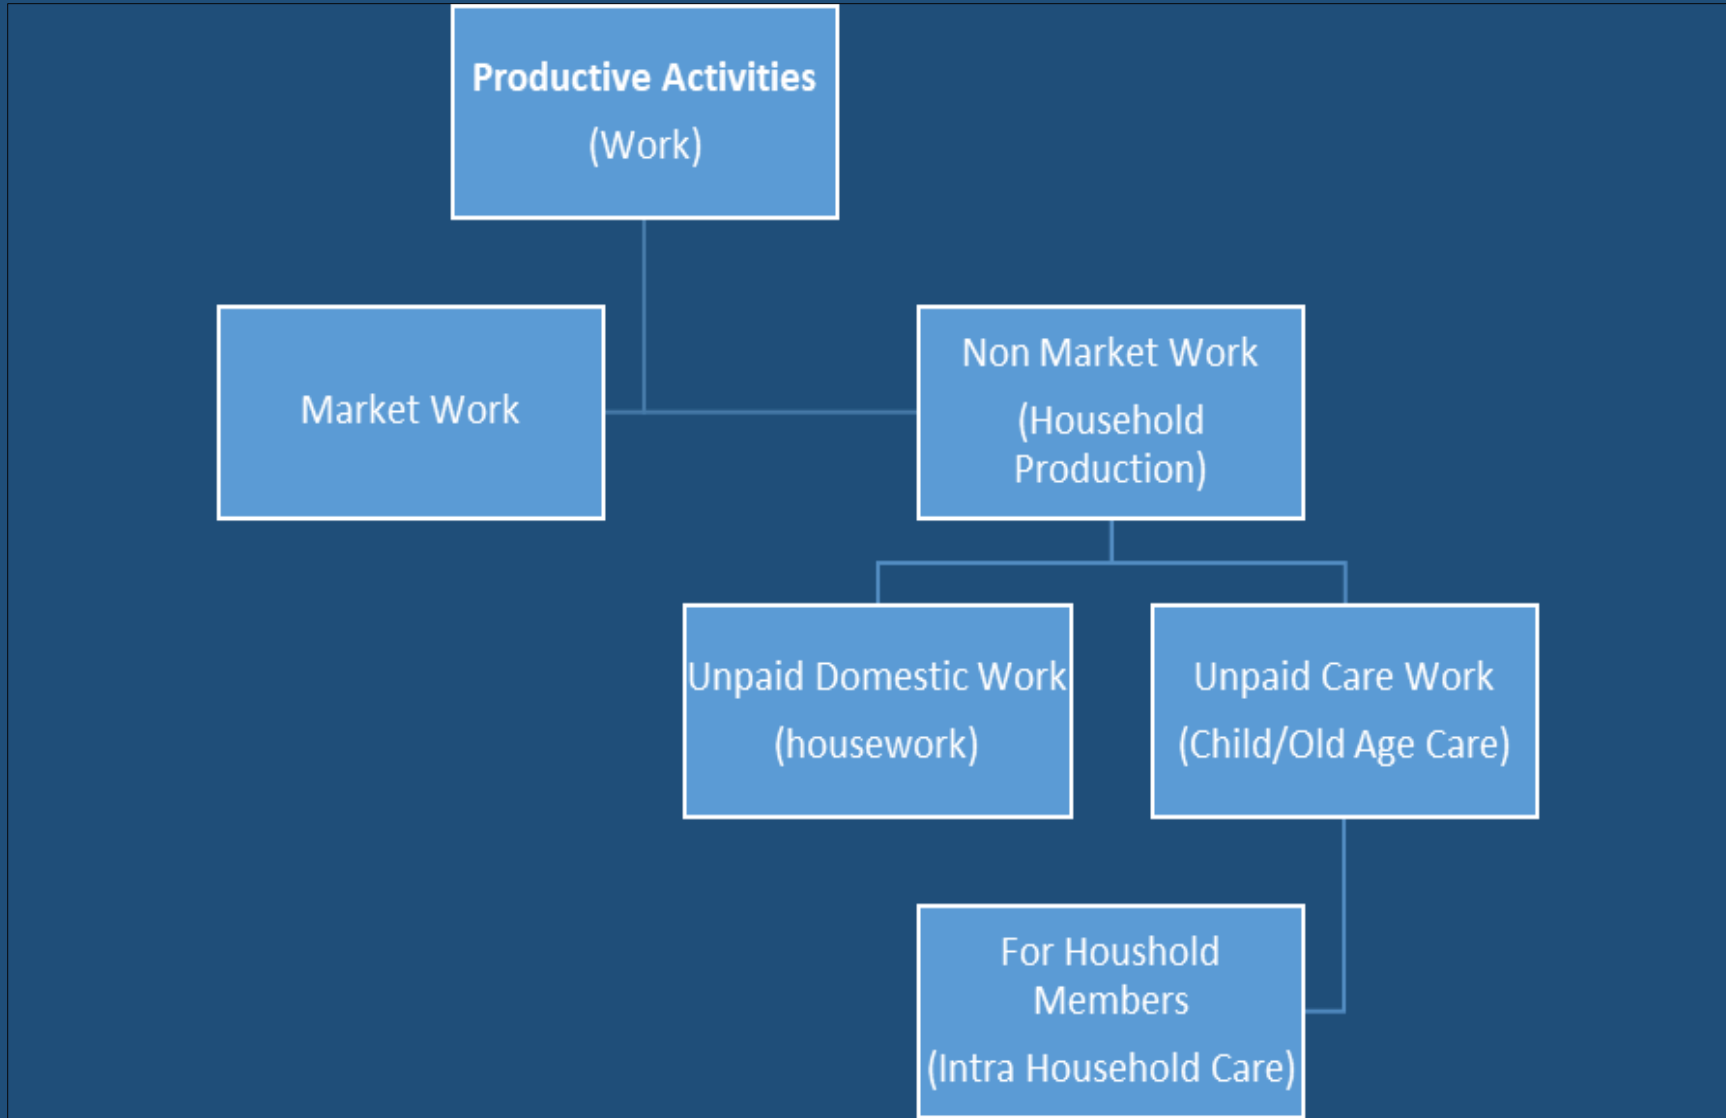 Productive Activities
(Work)
Market Work
Non Market Work
(Household
Production)
Unpaid Domestic Work
(housework)
Unpaid Care Work
(Child/Old Age Care)
For Houshold
Members
(Intra Household Care)